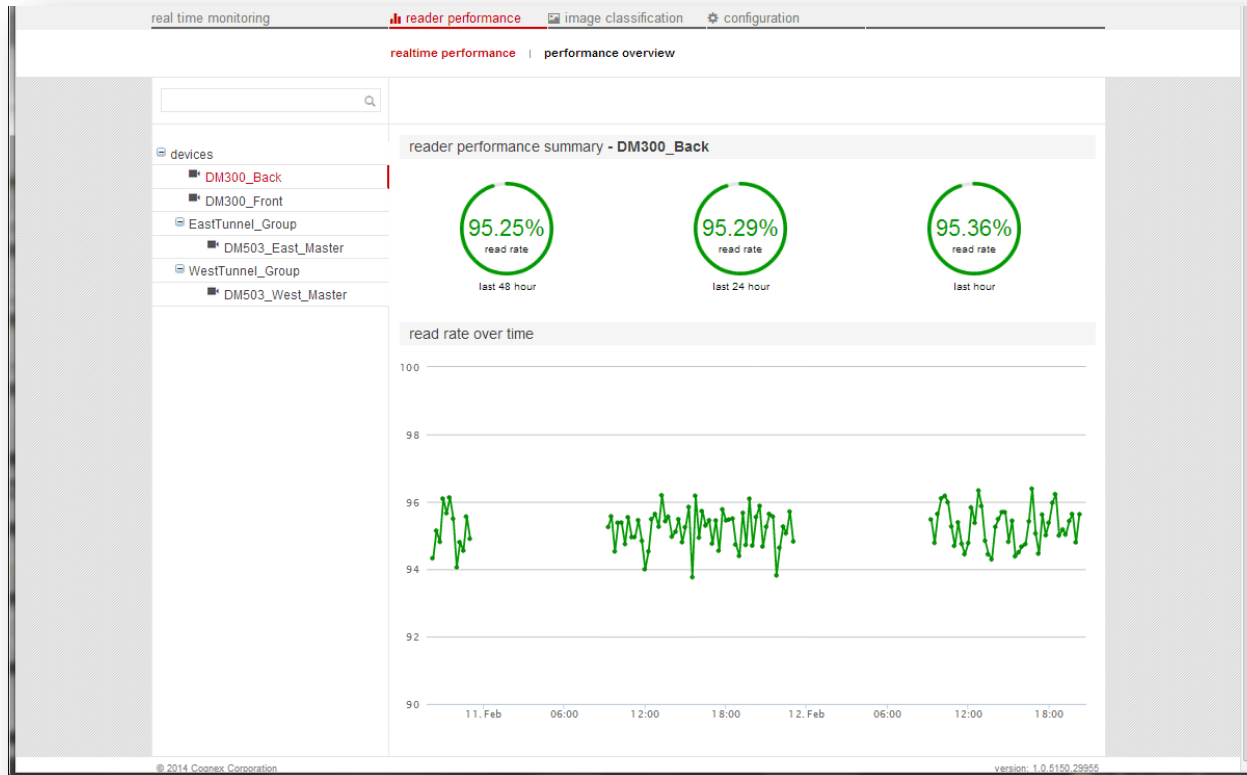 real time monitoring
reader performance
image classification
configuration
realtime performance | performance overview
devices
DM300_Back
DM300_Front
EastTunnel_Group
DM503_East_Master
WestTunnel_Group
DM503_West_Master
reader performance summary - DM300_Back
95.25%
read rate
last 48 hour
95.29%
read rate
last 24 hour
95.36%
read rate
last hour
read rate over time
100
98
96
94
92
90
11. Feb 06:00 12:00 18:00 12. Feb 06:00 12:00 18:00
© 2014 Cognex Corporation
version: 1.0.5150.29955